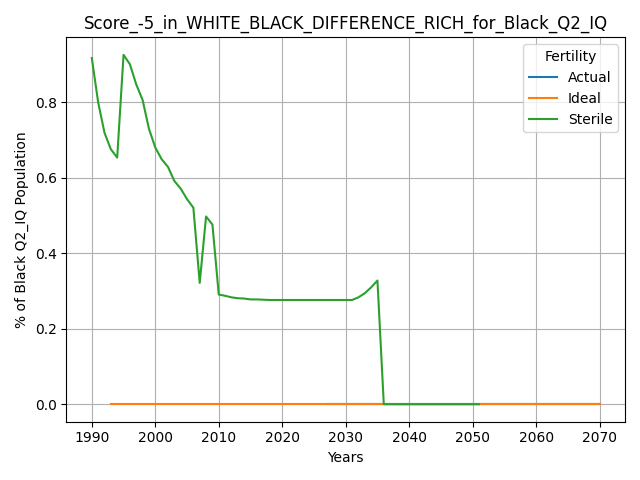 Score_-5_in_WHITE_BLACK_DIFFERENCE_RICH_for_Black_Q2_IQ
Fertility
Actual
Ideal
Sterile
% of Black Q2_IQ Population
0.8
0.6
0.4
0.2
0.0
1990 2000 2010 2020 2030 2040 2050 2060 2070
Years